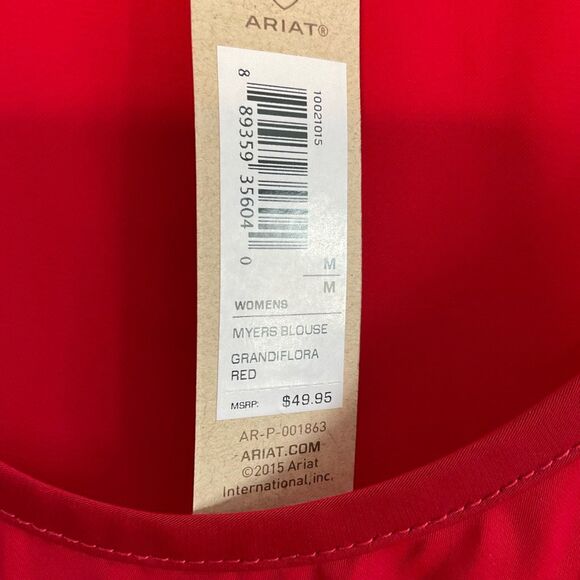 ARIAT®
10021015
8 89359 35604 0
M
M
WOMENS
MYERS BLOUSE
GRANDIFLORA
RED
MSRP: $49.95
AR-P-001863
ARIAT.COM
©2015 Ariat
International, inc.